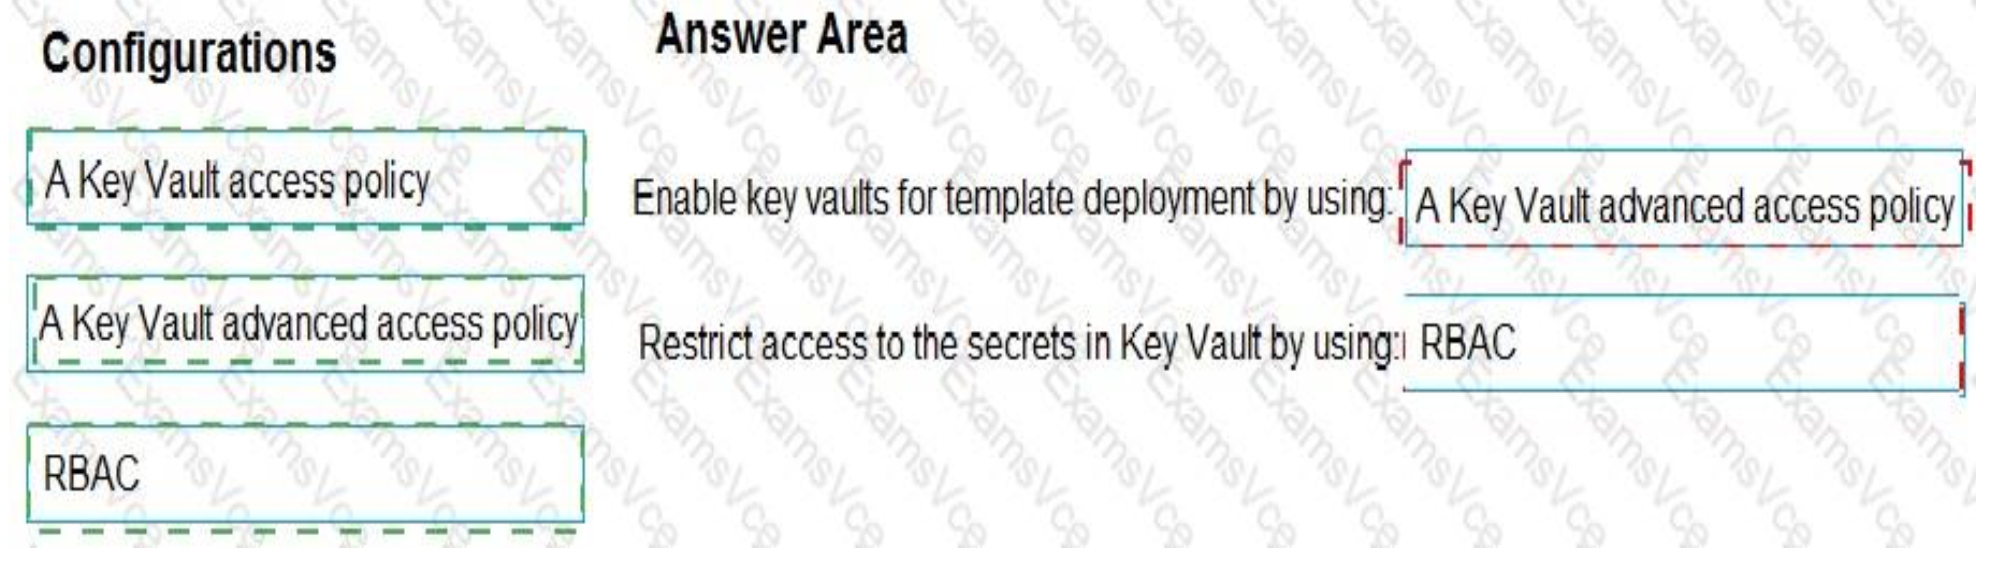 Configurations
A Key Vault access policy
A Key Vault advanced access policy
RBAC
Answer Area
Enable key vaults for template deployment by using: A Key Vault advanced access policy
Restrict access to the secrets in Key Vault by using: RBAC
ExamsVce